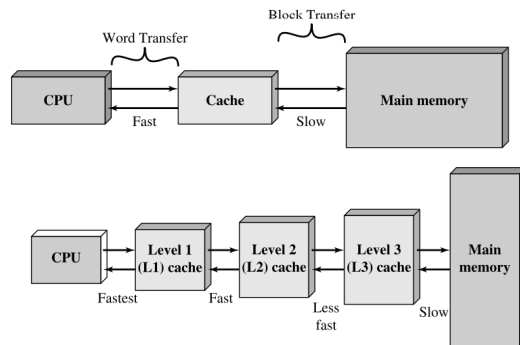 Block Transfer
Word Transfer
CPU
Cache
Main memory
Fast
Slow
CPU
Level 1
(L1) cache
Level 2
(L2) cache
Level 3
(L3) cache
Main
memory
Fastest
Fast
Less
fast
Slow